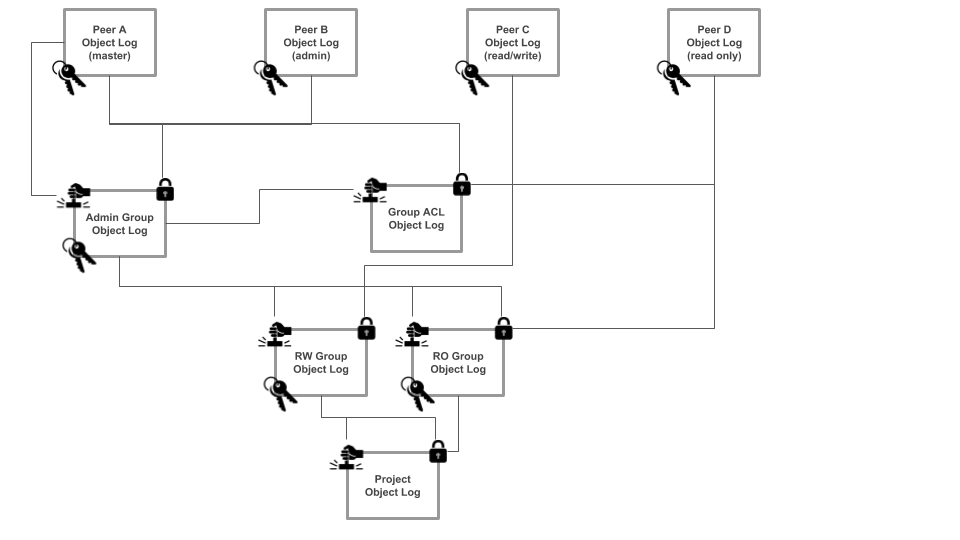 Peer A
Object Log
(master)
Peer B
Object Log
(admin)
Peer C
Object Log
(read/write)
Peer D
Object Log
(read only)
Admin Group
Object Log
Group ACL
Object Log
RW Group
Object Log
RO Group
Object Log
Project
Object Log